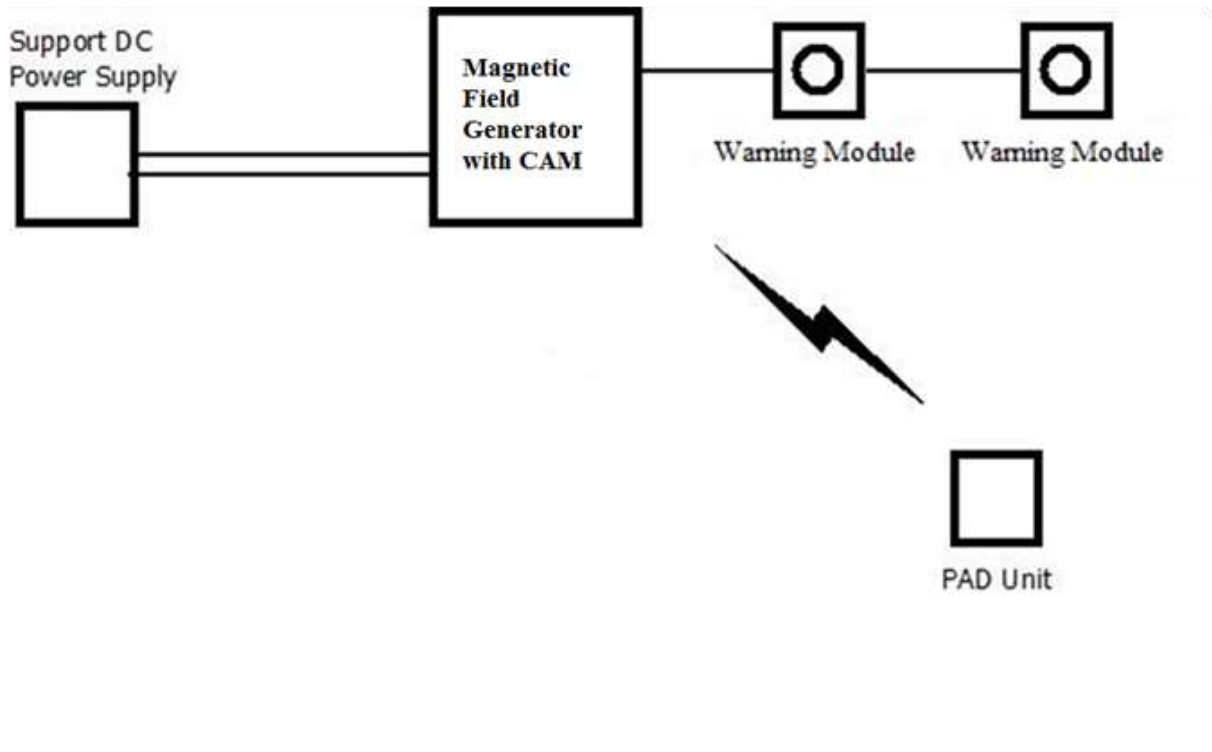 Support DC
Power Supply
Magnetic
Field
Generator
with CAM
Warning Module
Warning Module
PAD Unit